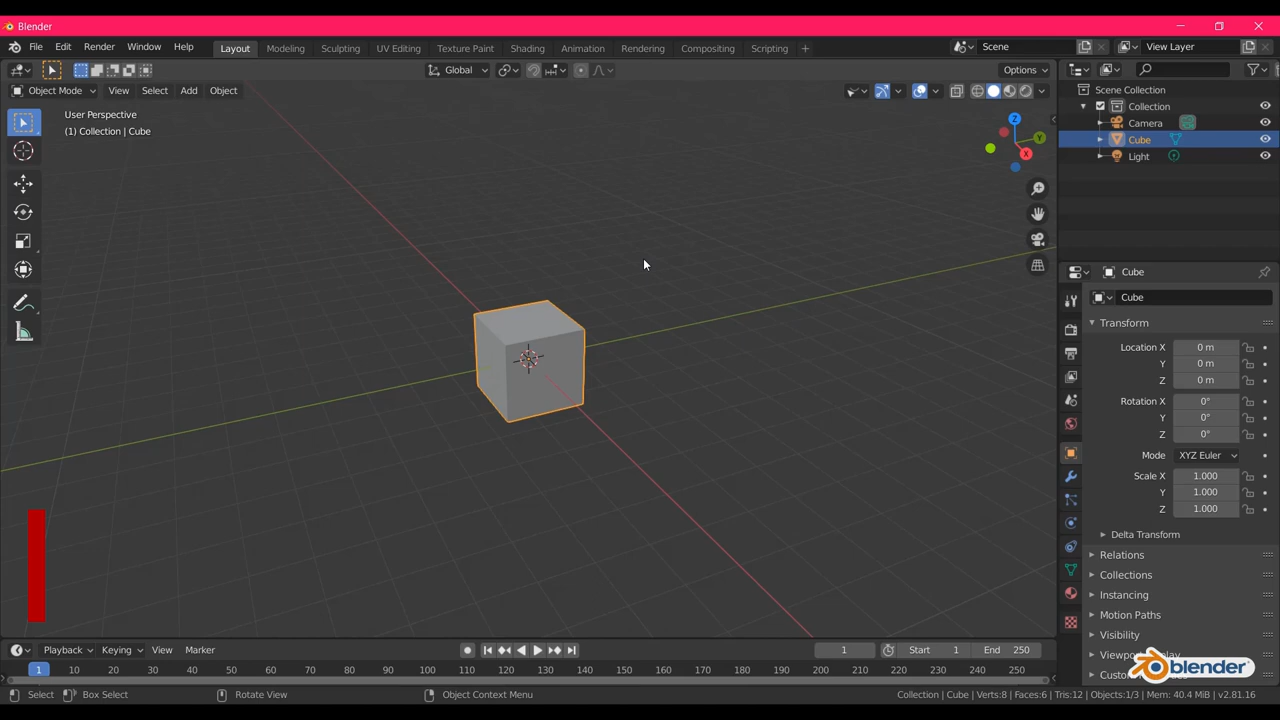 Blender
File Edit Render Window Help Layout Modeling Sculpting UV Editing Texture Paint Shading Animation Rendering Compositing Scripting + Scene View Layer
Global Options
Object Mode View Select Add Object
User Perspective
(1) Collection | Cube
Z
Y
X
Scene Collection
Collection
Camera
Cube
Light
Cube
Cube
Transform
Location X 0 m
Y 0 m
Z 0 m
Rotation X 0°
Y 0°
Z 0°
Mode XYZ Euler
Scale X 1.000
Y 1.000
Z 1.000
Delta Transform
Relations
Collections
Instancing
Motion Paths
Visibility
Playback Keying View Marker 1 Start 1 End 250
1 10 20 30 40 50 60 70 80 90 100 110 120 130 140 150 160 170 180 190 200 210 220 230 240 250
blender
Select Box Select Rotate View Object Context Menu Collection | Cube | Verts:8 | Faces:6 | Tris:12 | Objects:1/3 | Mem: 40.4 MiB | v2.81.16